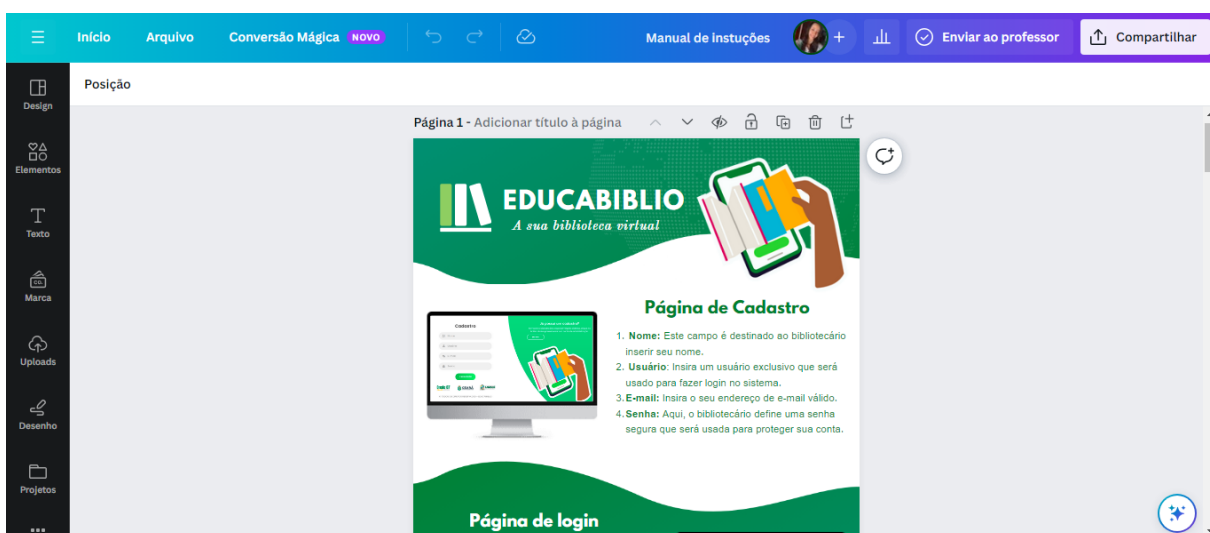 Início Arquivo Conversão Mágica NOVO Manual de instuções + Enviar ao professor Compartilhar
Posição
Design
Elementos
Texto
CO.
Marca
Uploads
Desenho
Projetos
Página 1 - Adicionar título à página
EDUCABIBLIO
A sua biblioteca virtual
Cadastro
Página de Cadastro
1. Nome: Este campo é destinado ao bibliotecário
inserir seu nome.
2. Usuário: Insira um usuário exclusivo que será
usado para fazer login no sistema.
3. E-mail: Insira o seu endereço de e-mail válido.
4. Senha: Aqui, o bibliotecário define uma senha
segura que será usada para proteger sua conta.
Página de login